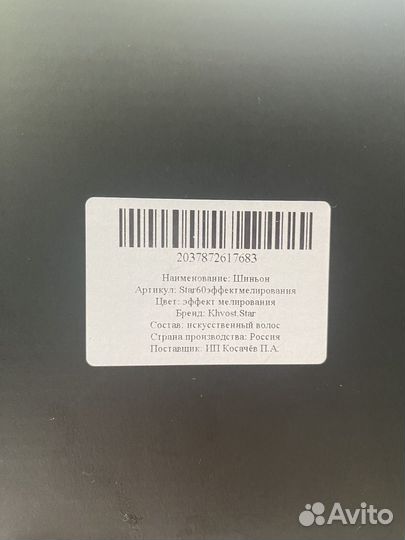 2037872617683
Наименование: Шиньон
Артикул: Star60эффектмелирования
Цвет: эффект мелирования
Бренд: Khvost.Star
Состав: искусственный волос
Страна производства: Россия
Поставщик: ИП Косачёв П.А.
Avito